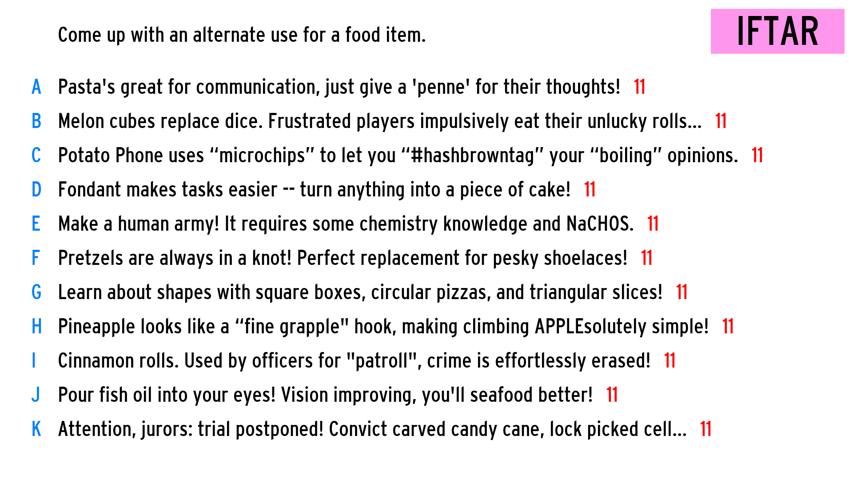 Come up with an alternate use for a food item.
IFTAR
A Pasta's great for communication, just give a 'penne' for their thoughts! 11
B Melon cubes replace dice. Frustrated players impulsively eat their unlucky rolls... 11
C Potato Phone uses “microchips” to let you “#hashbrowntag” your “boiling” opinions. 11
D Fondant makes tasks easier -- turn anything into a piece of cake! 11
E Make a human army! It requires some chemistry knowledge and NaCHOS. 11
F Pretzels are always in a knot! Perfect replacement for pesky shoelaces! 11
G Learn about shapes with square boxes, circular pizzas, and triangular slices! 11
H Pineapple looks like a “fine grapple" hook, making climbing APPLEsolutely simple! 11
I Cinnamon rolls. Used by officers for "patroll", crime is effortlessly erased! 11
J Pour fish oil into your eyes! Vision improving, you'll seafood better! 11
K Attention, jurors: trial postponed! Convict carved candy cane, lock picked cell... 11